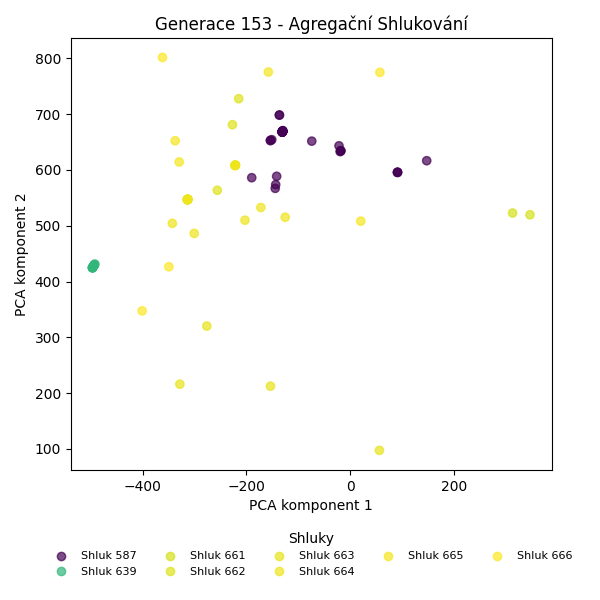 Generace 153 - Agregační Shlukování
800
700
600
500
400
300
200
100
PCA komponent 2
−400 −200 0 200
PCA komponent 1
Shluky
Shluk 587 Shluk 661 Shluk 663 Shluk 665 Shluk 666
Shluk 639 Shluk 662 Shluk 664